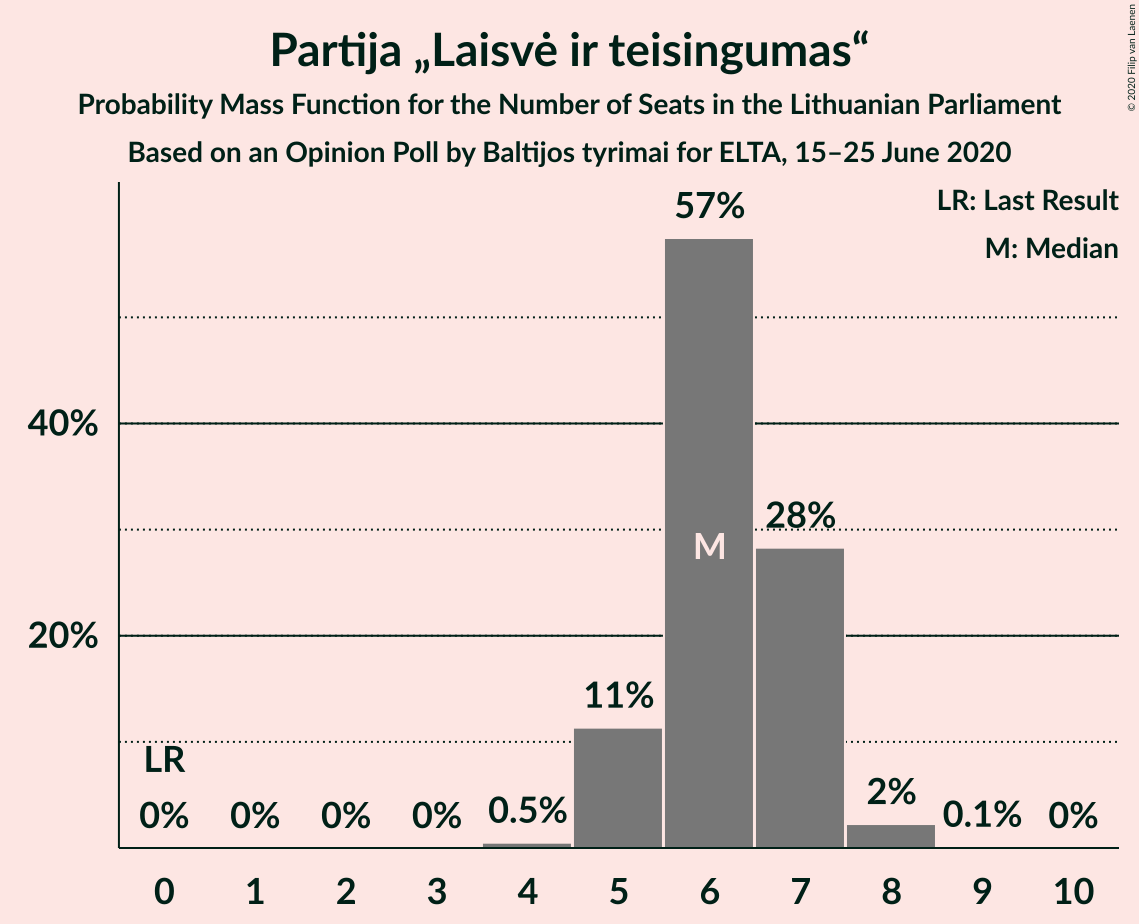 Partija „Laisvė ir teisingumas“
Probability Mass Function for the Number of Seats in the Lithuanian Parliament
Based on an Opinion Poll by Baltijos tyrimai for ELTA, 15–25 June 2020
© 2020 Filip van Laenen
LR: Last Result
M: Median
57%
40%
28%
M
20%
11%
LR
0%
0%
0%
0%
0.5%
2%
0.1%
0%
0 1 2 3 4 5 6 7 8 9 10